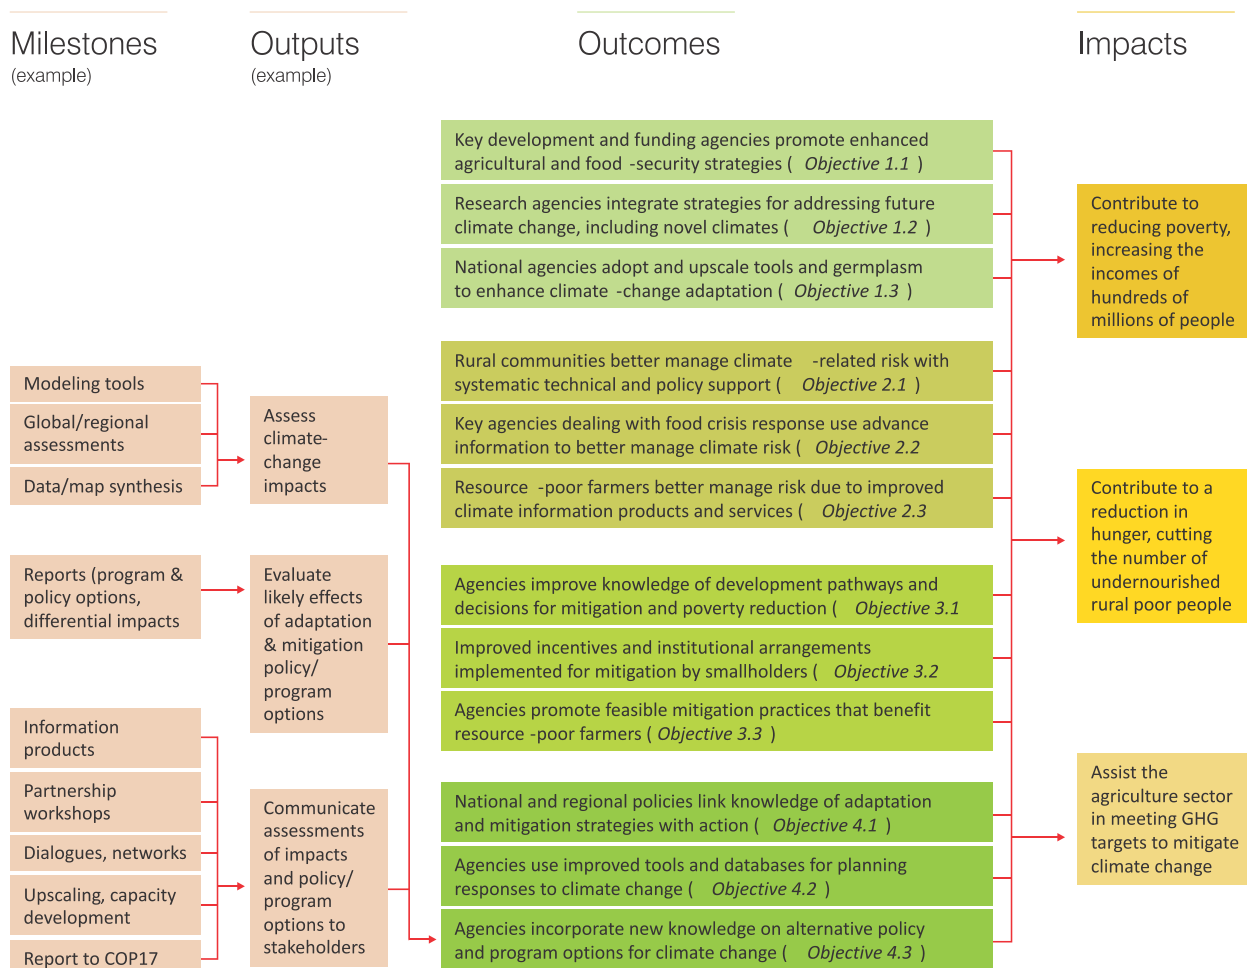 Milestones
(example)
Outputs
(example)
Outcomes
Impacts
Modeling tools
Global/regional
assessments
Data/map synthesis
Reports (program &
policy options,
differential impacts
Information
products
Partnership
workshops
Dialogues, networks
Upscaling, capacity
development
Report to COP17
Assess
climate-
change
impacts
Evaluate
likely effects
of adaptation
& mitigation
policy/
program
options
Communicate
assessments
of impacts
and policy/
program
options to
stakeholders
Key development and funding agencies promote enhanced
agricultural and food -security strategies ( Objective 1.1 )
Research agencies integrate strategies for addressing future
climate change, including novel climates ( Objective 1.2 )
National agencies adopt and upscale tools and germplasm
to enhance climate -change adaptation ( Objective 1.3 )
Rural communities better manage climate -related risk with
systematic technical and policy support ( Objective 2.1 )
Key agencies dealing with food crisis response use advance
information to better manage climate risk ( Objective 2.2
Resource -poor farmers better manage risk due to improved
climate information products and services ( Objective 2.3
Agencies improve knowledge of development pathways and
decisions for mitigation and poverty reduction ( Objective 3.1
Improved incentives and institutional arrangements
implemented for mitigation by smallholders ( Objective 3.2
Agencies promote feasible mitigation practices that benefit
resource -poor farmers ( Objective 3.3 )
National and regional policies link knowledge of adaptation
and mitigation strategies with action ( Objective 4.1 )
Agencies use improved tools and databases for planning
responses to climate change ( Objective 4.2 )
Agencies incorporate new knowledge on alternative policy
and program options for climate change ( Objective 4.3 )
Contribute to
reducing poverty,
increasing the
incomes of
hundreds of
millions of people
Contribute to a
reduction in
hunger, cutting
the number of
undernourished
rural poor people
Assist the
agriculture sector
in meeting GHG
targets to mitigate
climate change